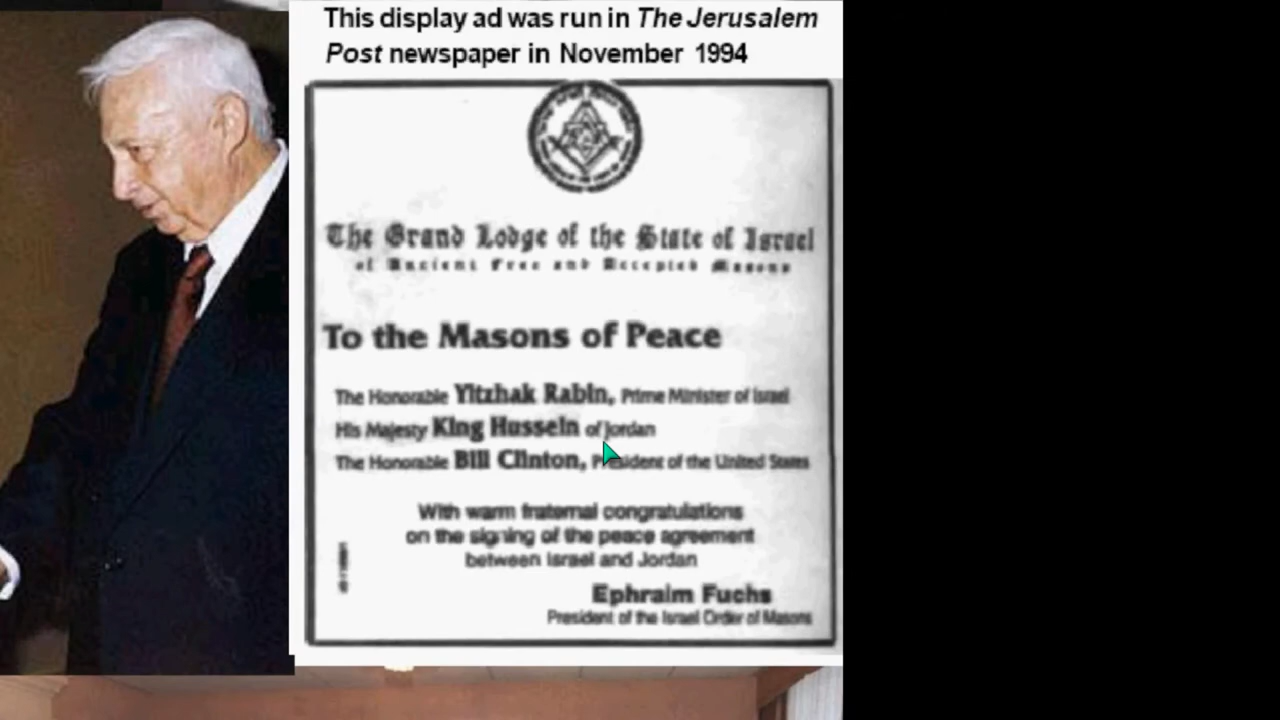 This display ad was run in The Jerusalem
Post newspaper in November 1994
The Grand Lodge of the State of Israel
of Ancient Free and Accepted Masons
To the Masons of Peace
The Honorable Yitzhak Rabin, Prime Minister of Israel
His Majesty King Hussein of Jordan
The Honorable Bill Clinton, President of the United States
With warm fraternal congratulations
on the signing of the peace agreement
between Israel and Jordan
Ephraim Fuchs
President of the Israel Order of Masons